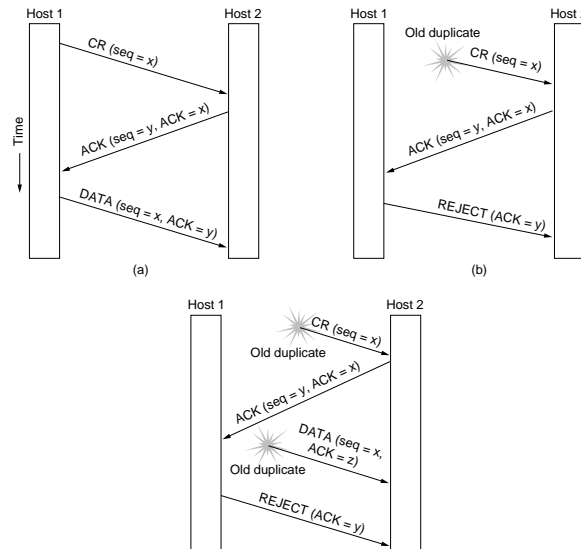 Host 1
Host 2
CR (seq = x)
ACK (seq = y, ACK = x)
Time
DATA (seq = x, ACK = y)
(a)
Host 1
Host
Old duplicate
CR (seq = x)
ACK (seq = y, ACK = x)
REJECT (ACK = y)
(b)
Host 1
Host 2
CR (seq = x)
Old duplicate
ACK (seq = y, ACK = x)
DATA (seq = x,
ACK = z)
Old duplicate
REJECT (ACK = y)